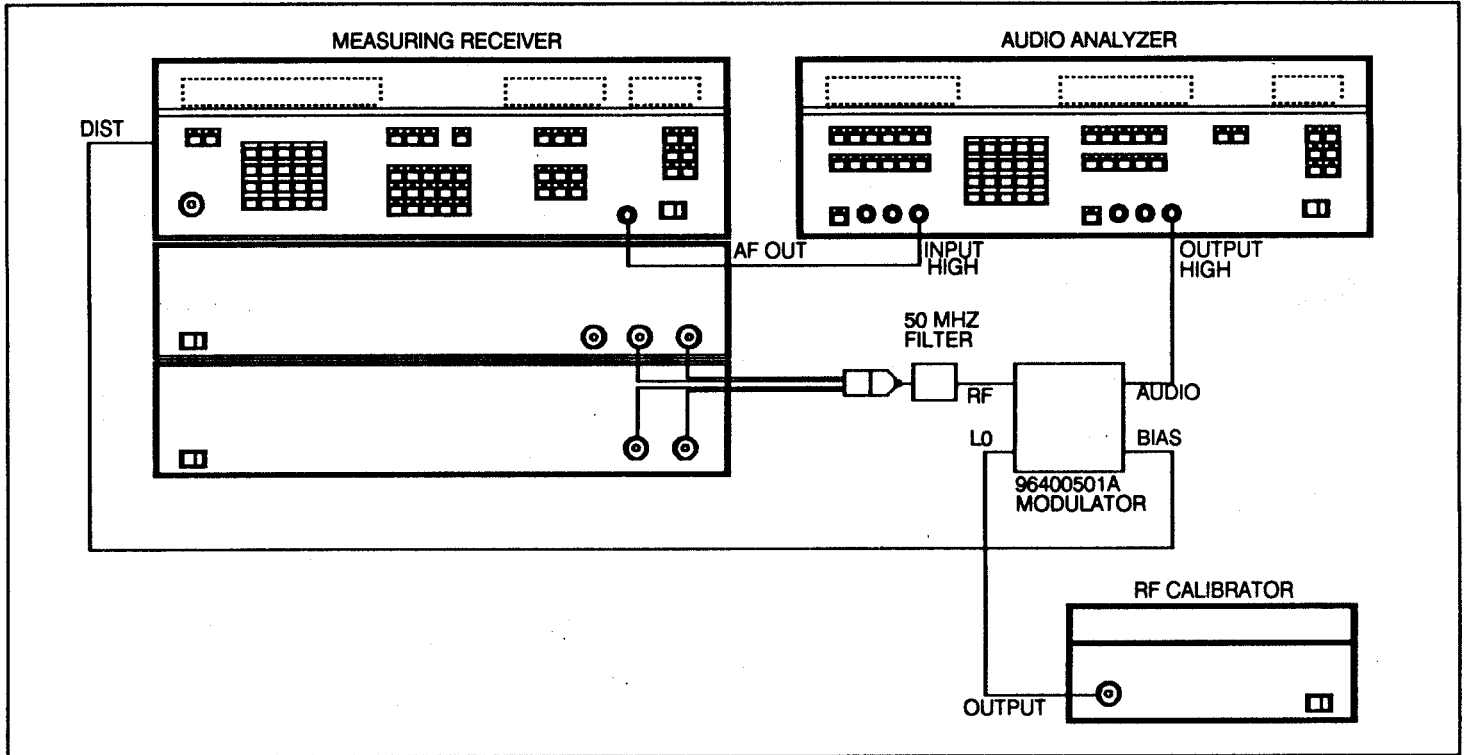 MEASURING RECEIVER
AUDIO ANALYZER
DIST
AF OUT
INPUT
HIGH
OUTPUT
HIGH
50 MHZ
FILTER
RF
AUDIO
L0
BIAS
96400501A
MODULATOR
RF CALIBRATOR
OUTPUT